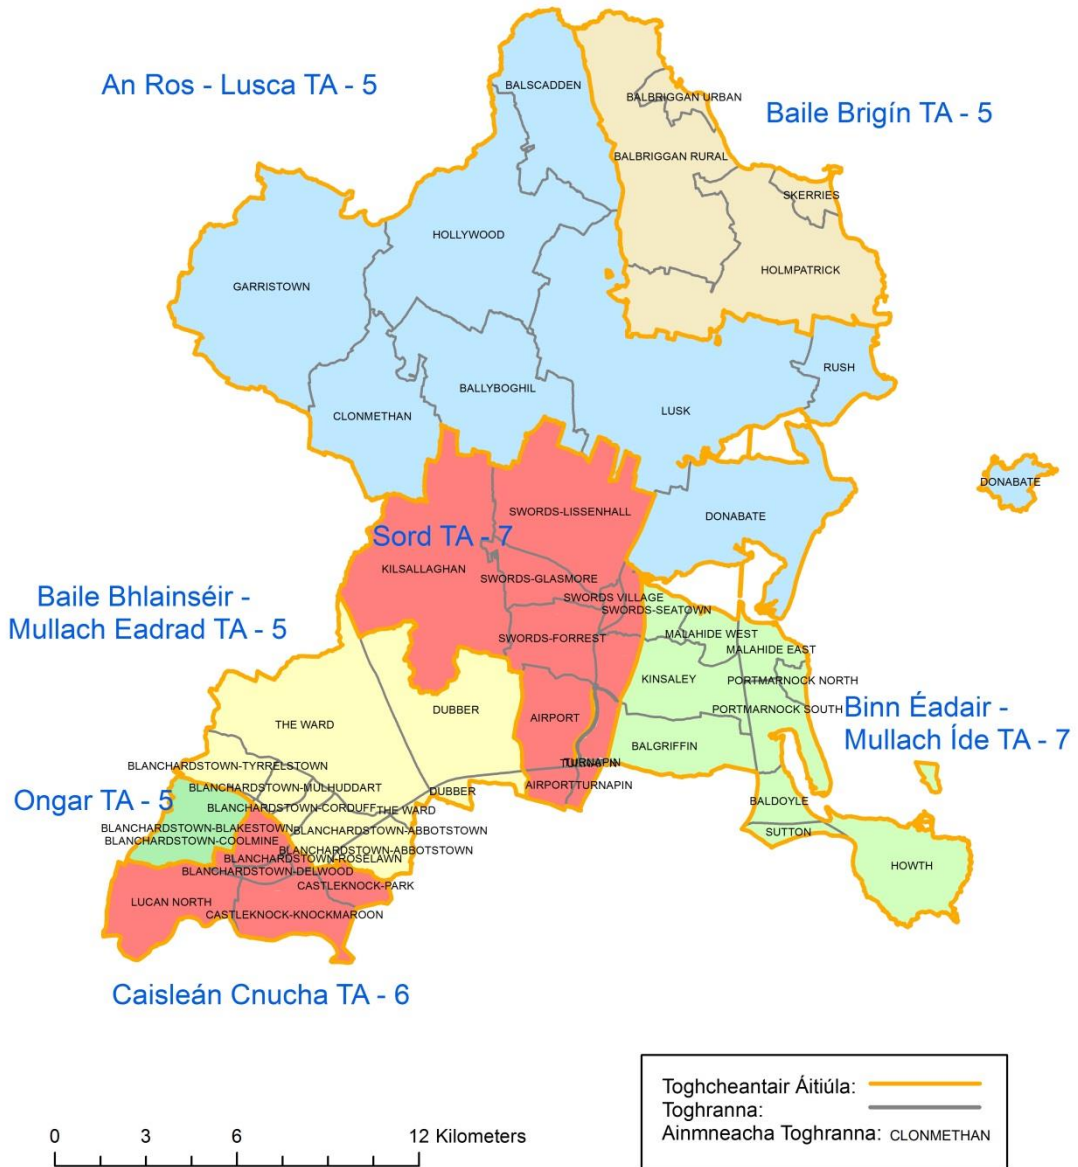 An Ros - Lusca TA - 5
BALSCADDEN
BALBRIGGAN URBAN
Baile Brigín TA - 5
BALBRIGGAN RURAL
SKERRIES
HOLLYWOOD
HOLMPATRICK
GARRISTOWN
RUSH
BALLYBOGHIL
LUSK
CLONMETHAN
DONABATE
SWORDS-LISSENHALL
DONABATE
Sord TA - 7
KILSALLAGHAN
SWORDS-GLASMORE
Baile Bhlainséir -
Mullach Eadrad TA - 5
SWORDS VILLAGE
SWORDS-SEATOWN
SWORDS-FORREST
MALAHIDE WEST
MALAHIDE EAST
KINSALEY
PORTMARNOCK NORTH
DUBBER
PORTMARNOCK SOUTH
Binn Éadair -
Mullach Íde TA - 7
THE WARD
AIRPORT
BALGRIFFIN
TURNAPIN
BLANCHARDSTOWN-TYRRELSTOWN
BLANCHARDSTOWN-MULHUDDART
DUBBER
AIRPORT
TURNAPIN
Ongar TA - 5
BLANCHARDSTOWN-CORDUFF
THE WARD
BALDOYLE
BLANCHARDSTOWN-BLAKESTOWN
BLANCHARDSTOWN-ABBOTSTOWN
SUTTON
BLANCHARDSTOWN-COOLMINE
BLANCHARDSTOWN-ABBOTSTOWN
BLANCHARDSTOWN-ROSELAWN
HOWTH
BLANCHARDSTOWN-DELWOOD
CASTLEKNOCK-PARK
LUCAN NORTH
CASTLEKNOCK-KNOCKMAROON
Caisleán Cnucha TA - 6
Toghcheantair Áitiúla:
Toghranna:
Ainmneacha Toghranna: CLONMETHAN
0 3 6 12 Kilometers